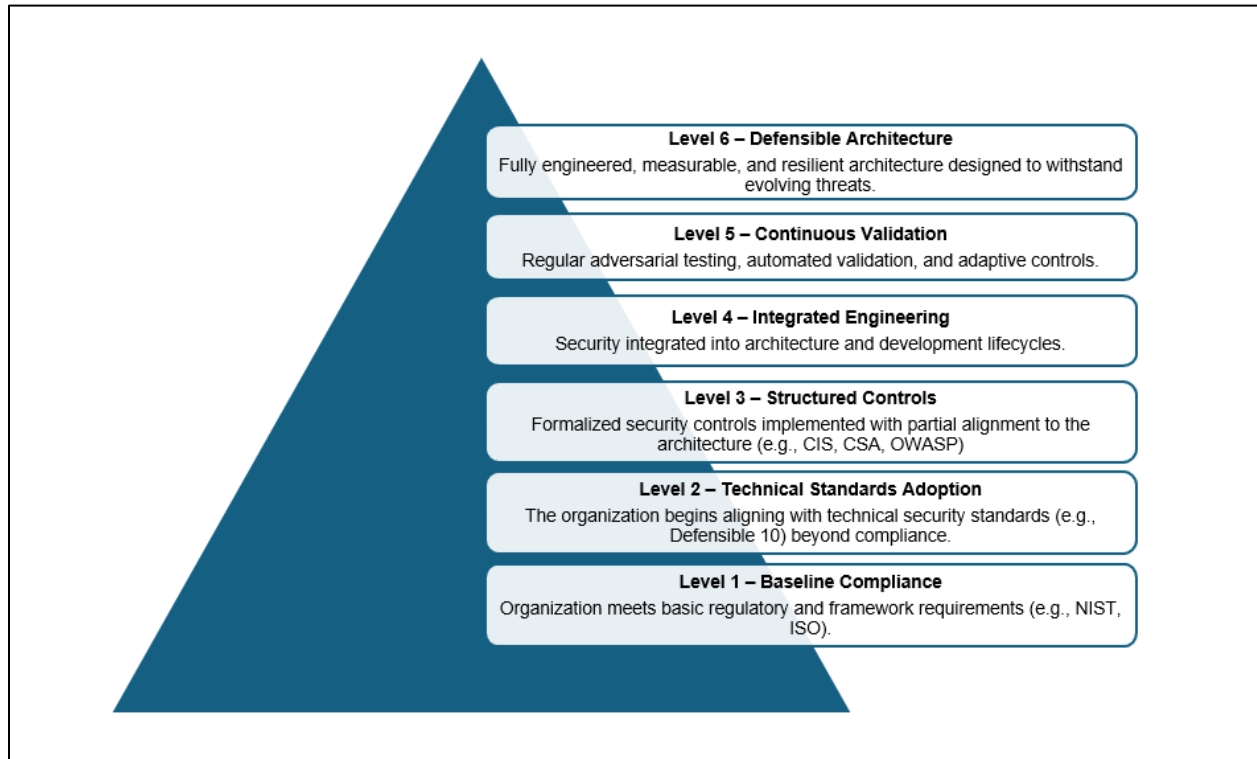 Level 6 – Defensible Architecture
Fully engineered, measurable, and resilient architecture designed to withstand
evolving threats.
Level 5 – Continuous Validation
Regular adversarial testing, automated validation, and adaptive controls.
Level 4 – Integrated Engineering
Security integrated into architecture and development lifecycles.
Level 3 – Structured Controls
Formalized security controls implemented with partial alignment to the
architecture (e.g., CIS, CSA, OWASP)
Level 2 – Technical Standards Adoption
The organization begins aligning with technical security standards (e.g.,
Defensible 10) beyond compliance.
Level 1 – Baseline Compliance
Organization meets basic regulatory and framework requirements (e.g., NIST,
ISO).